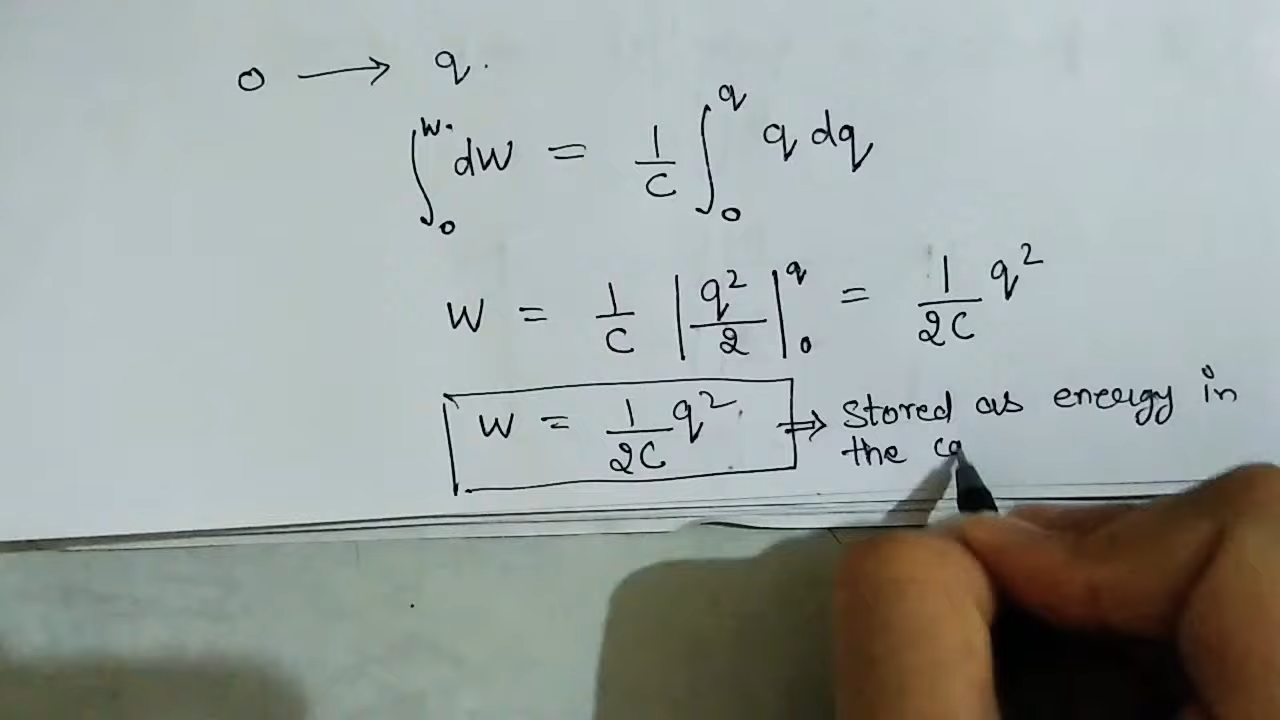 0 → q.
∫₀^W. dW = 1/C ∫₀^q q dq
W = 1/C |q²/2|₀^q = 1/2C q²
W = 1/2C q² ⇒ stored as energy in
the ca